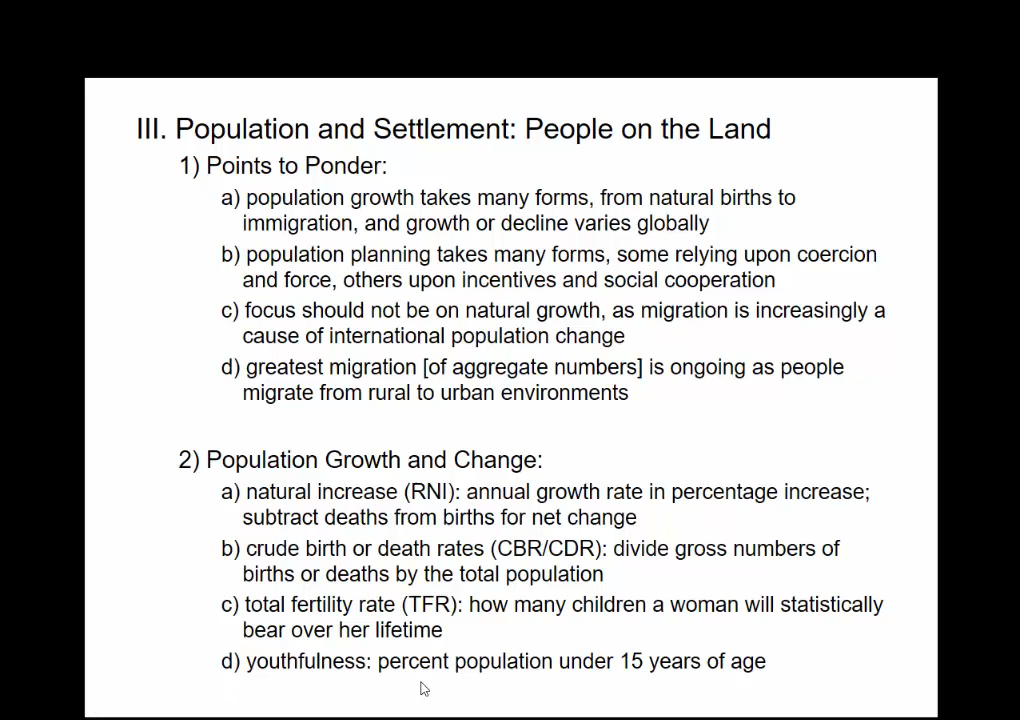 III. Population and Settlement: People on the Land
1) Points to Ponder:
a) population growth takes many forms, from natural births to
immigration, and growth or decline varies globally
b) population planning takes many forms, some relying upon coercion
and force, others upon incentives and social cooperation
c) focus should not be on natural growth, as migration is increasingly a
cause of international population change
d) greatest migration [of aggregate numbers] is ongoing as people
migrate from rural to urban environments
2) Population Growth and Change:
a) natural increase (RNI): annual growth rate in percentage increase;
subtract deaths from births for net change
b) crude birth or death rates (CBR/CDR): divide gross numbers of
births or deaths by the total population
c) total fertility rate (TFR): how many children a woman will statistically
bear over her lifetime
d) youthfulness: percent population under 15 years of age